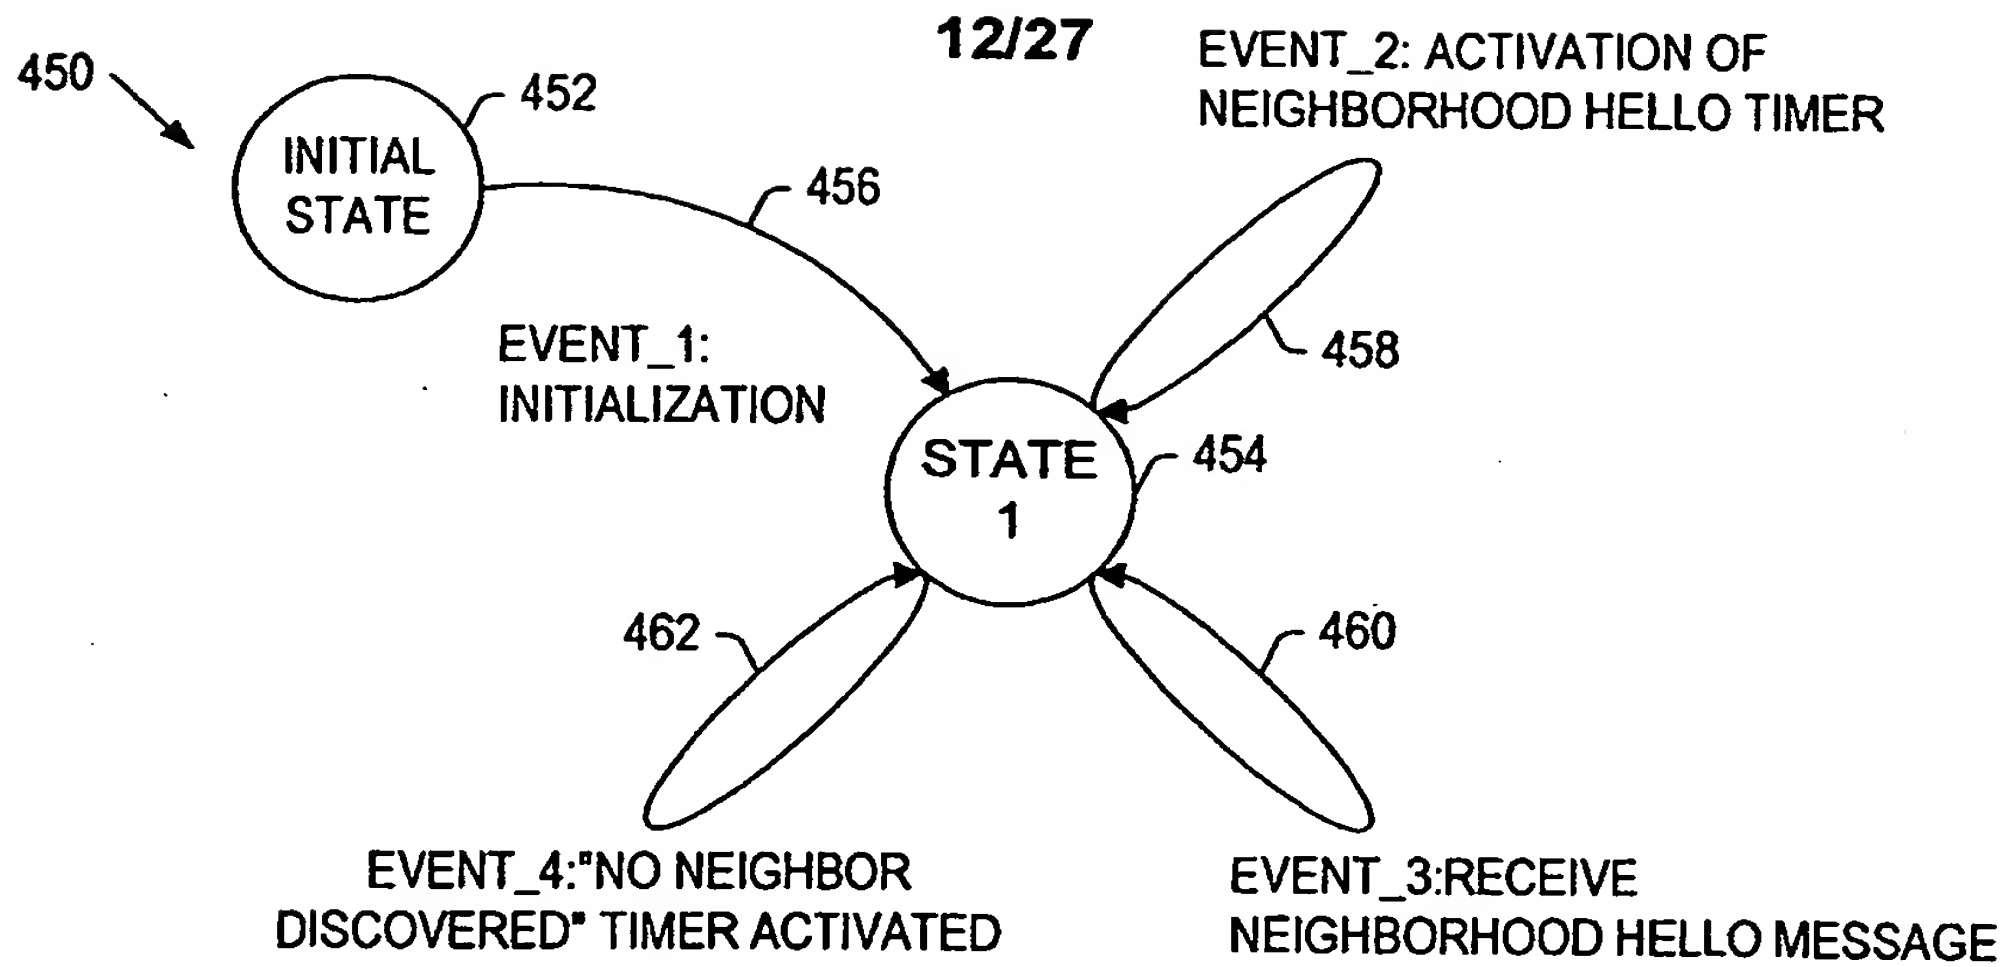 12/27
450
452
INITIAL
STATE
456
EVENT_1:
INITIALIZATION
EVENT_2: ACTIVATION OF
NEIGHBORHOOD HELLO TIMER
458
STATE
1
454
462
460
EVENT_4:"NO NEIGHBOR
DISCOVERED" TIMER ACTIVATED
EVENT_3:RECEIVE
NEIGHBORHOOD HELLO MESSAGE